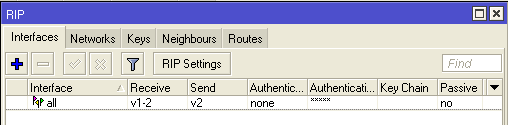 RIP
Interfaces Networks Keys Neighbours Routes
RIP Settings Find
Interface Receive Send Authentic... Authenticati... Key Chain Passive
all v1-2 v2 none ***** no